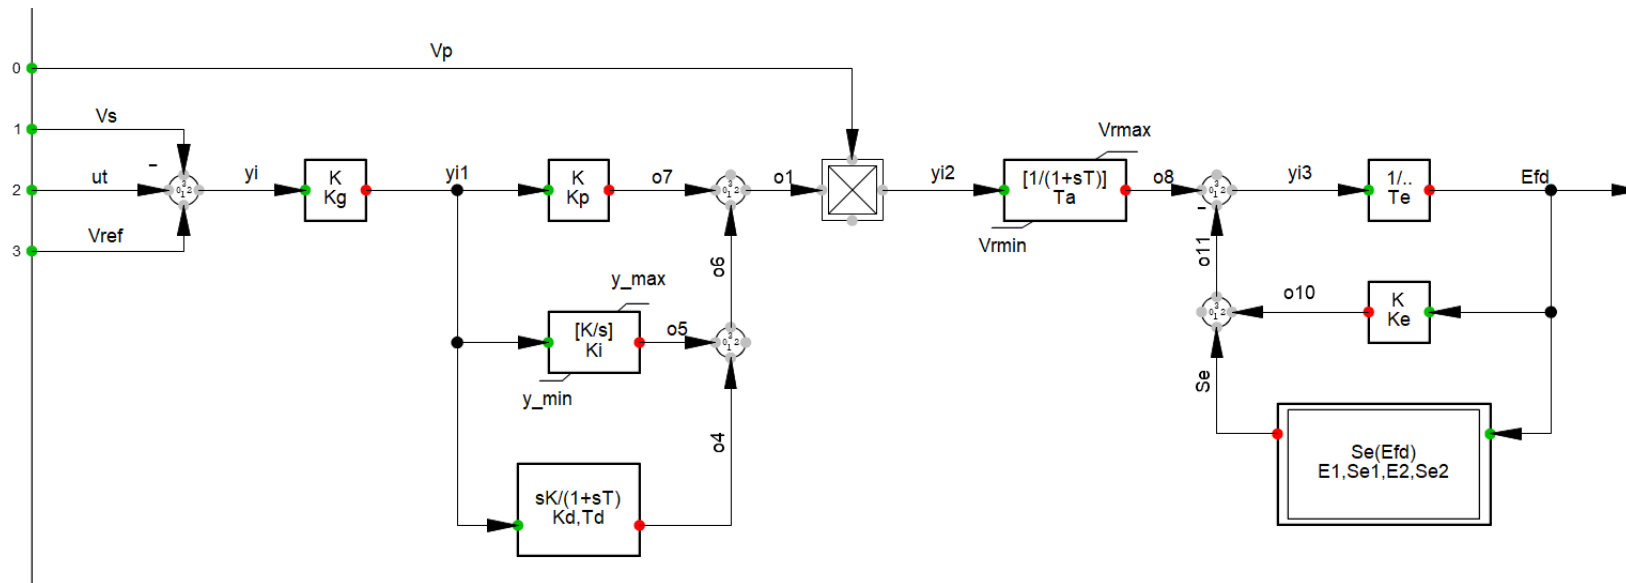 Vp
0
Vs
1
-
ut
2
yi
K
Kg
yi1
K
Kp
o7
o1
yi2
Vrmax
[1/(1+sT)]
Ta
Vrmin
o8
-
yi3
1/..
Te
Efd
Vref
3
o6
y_max
[K/s]
Ki
y_min
o5
o4
sK/(1+sT)
Kd,Td
o11
o10
K
Ke
Se
Se(Efd)
E1,Se1,E2,Se2